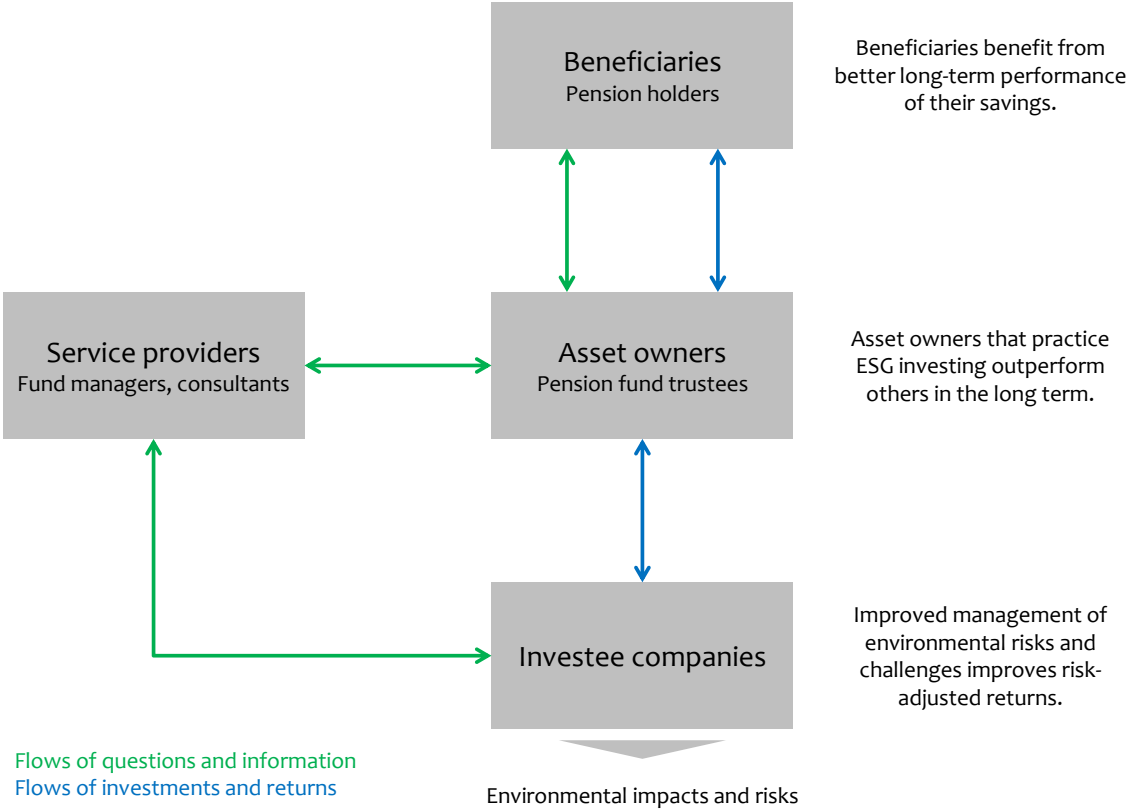 Beneficiaries
Pension holders
Beneficiaries benefit from
better long-term performance
of their savings.
Service providers
Fund managers, consultants
Asset owners
Pension fund trustees
Asset owners that practice
ESG investing outperform
others in the long term.
Investee companies
Improved management of
environmental risks and
challenges improves risk-
adjusted returns.
Flows of questions and information
Flows of investments and returns
Environmental impacts and risks